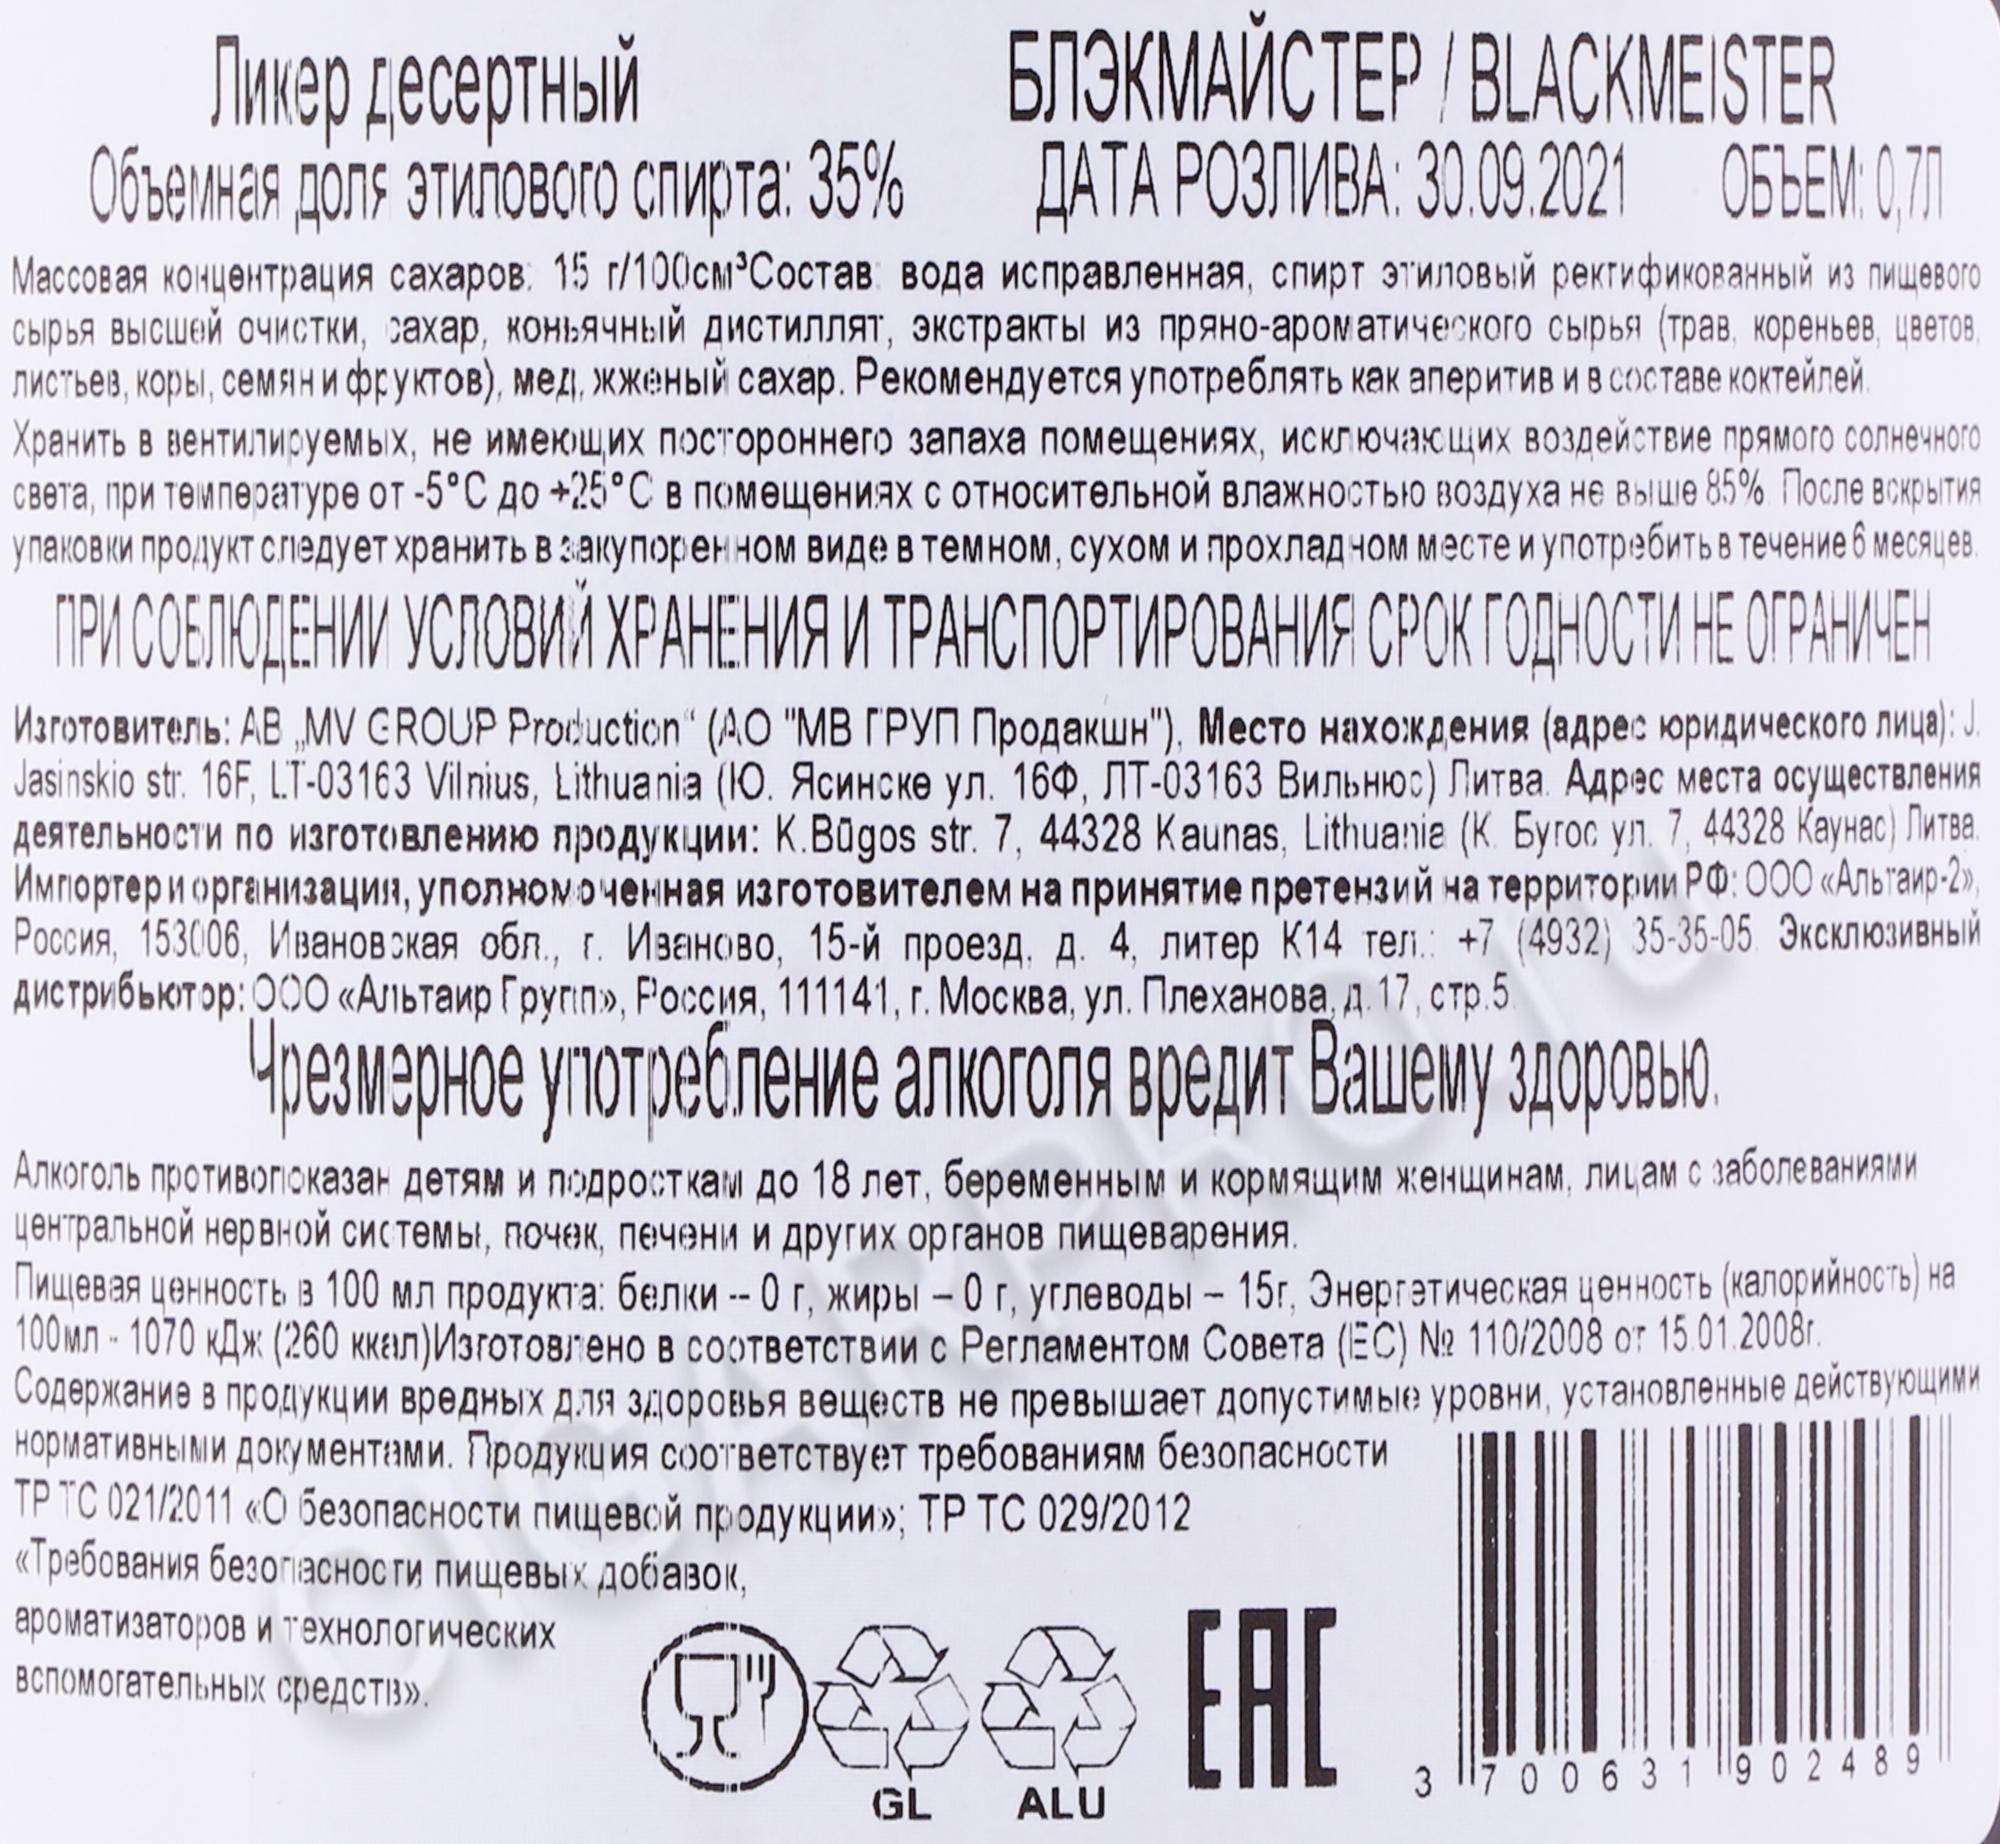 Ликер десертный БЛЭКМАЙСТЕР / BLACKMEISTER
Объемная доля этилового спирта: 35% ДАТА РОЗЛИВА: 30.09.2021 ОБЪЕМ: 0,7Л
Массовая концентрация сахаров: 15 г/100см³Состав: вода исправленная, спирт этиловый ректификованный из пищевого
сырья высшей очистки, сахар, коньячный дистиллят, экстракты из пряно-ароматического сырья (трав, кореньев, цветов,
листьев, коры, семян и фруктов), мед, жженый сахар. Рекомендуется употреблять как аперитив и в составе коктейлей.
Хранить в вентилируемых, не имеющих постороннего запаха помещениях, исключающих воздействие прямого солнечного
света, при температуре от -5°С до +25°С в помещениях с относительной влажностью воздуха не выше 85%. После вскрытия
упаковки продукт следует хранить в закупоренном виде в темном, сухом и прохладном месте и употребить в течение 6 месяцев.
ПРИ СОБЛЮДЕНИИ УСЛОВИЙ ХРАНЕНИЯ И ТРАНСПОРТИРОВАНИЯ СРОК ГОДНОСТИ НЕ ОГРАНИЧЕН
Изготовитель: AB „MV GROUP Production“ (АО "МВ ГРУП Продакшн"), Место нахождения (адрес юридического лица): J.
Jasinskio str. 16F, LT-03163 Vilnius, Lithuania (Ю. Ясинске ул. 16Ф, ЛТ-03163 Вильнюс) Литва. Адрес места осуществления
деятельности по изготовлению продукции: K.Būgos str. 7, 44328 Kaunas, Lithuania (К. Бугос ул. 7, 44328 Каунас) Литва.
Импортер и организация, уполномоченная изготовителем на принятие претензий на территории РФ: ООО «Альтаир-2»,
Россия, 153006, Ивановская обл., г. Иваново, 15-й проезд, д. 4, литер К14 тел.: +7 (4932) 35-35-05. Эксклюзивный
дистрибьютор: ООО «Альтаир Групп», Россия, 111141, г. Москва, ул. Плеханова, д.17, стр.5.
Чрезмерное употребление алкоголя вредит Вашему здоровью.
Алкоголь противопоказан детям и подросткам до 18 лет, беременным и кормящим женщинам, лицам с заболеваниями
центральной нервной системы, почек, печени и других органов пищеварения.
Пищевая ценность в 100 мл продукта: белки -- 0 г, жиры – 0 г, углеводы – 15г, Энергетическая ценность (калорийность) на
100мл - 1070 кДж (260 ккал)Изготовлено в соответствии с Регламентом Совета (ЕС) № 110/2008 от 15.01.2008г.
Содержание в продукции вредных для здоровья веществ не превышает допустимые уровни, установленные действующими
нормативными документами. Продукция соответствует требованиям безопасности
ТР ТС 021/2011 «О безопасности пищевой продукции»; ТР ТС 029/2012
«Требования безопасности пищевых добавок,
ароматизаторов и технологических
вспомогательных средств».
GL ALU EAC
3 700631 902489
CIGARPRO.ru